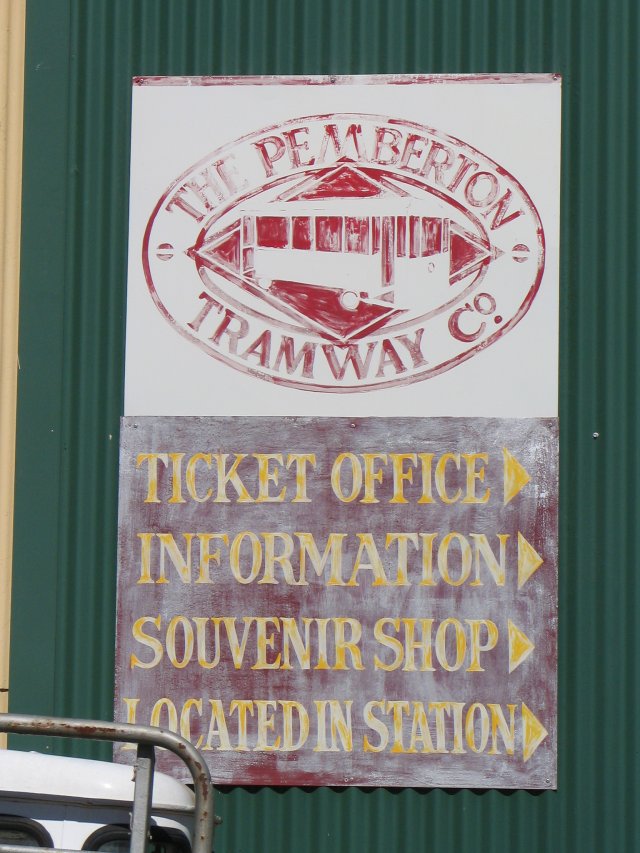 THE PEMBERTON
TRAMWAY Co.
TICKET OFFICE
INFORMATION
SOUVENIR SHOP
LOCATED IN STATION